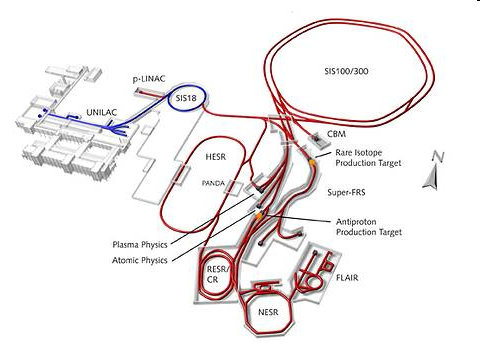 SIS100/300
p-LINAC
SIS18
UNILAC
CBM
Rare Isotope
Production Target
HESR
N
PANDA
Super-FRS
Antiproton
Production Target
Plasma Physics
Atomic Physics
RESR/
CR
FLAIR
NESR